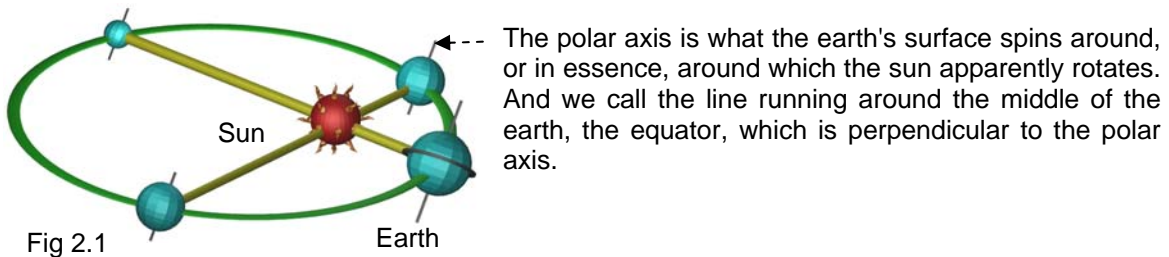 The polar axis is what the earth's surface spins around,
or in essence, around which the sun apparently rotates.
And we call the line running around the middle of the
earth, the equator, which is perpendicular to the polar
axis.
Sun
Fig 2.1
Earth